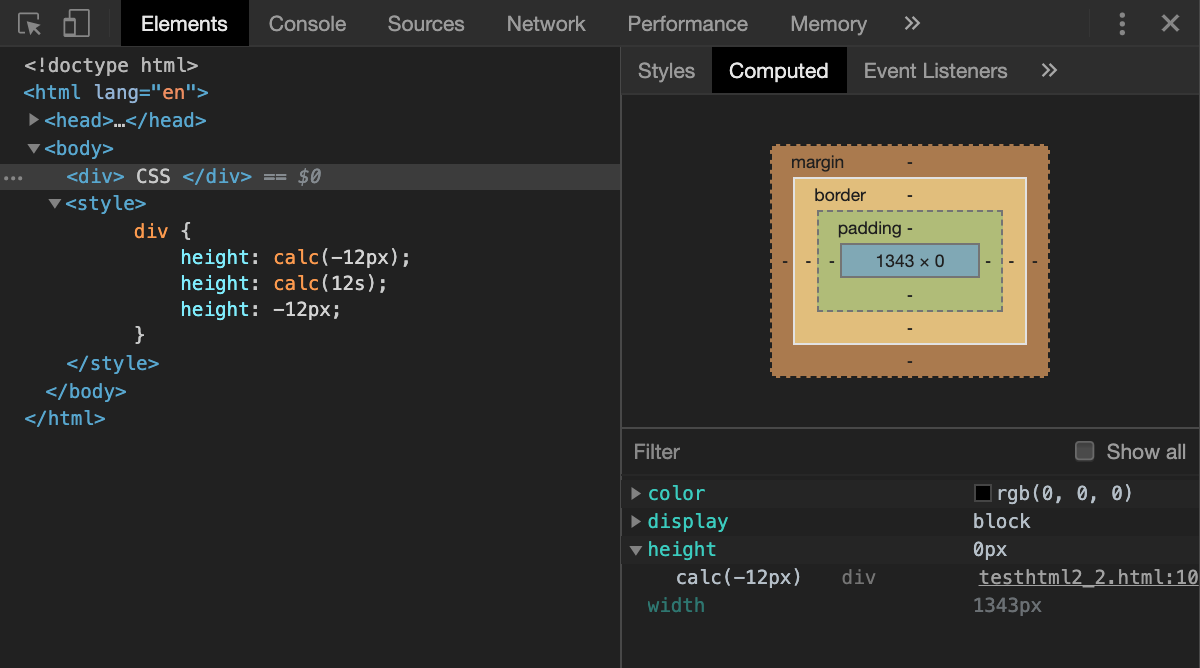 Elements Console Sources Network Performance Memory »
<!doctype html>
<html lang="en">
<head>…</head>
<body>
… <div> CSS </div> == $0
<style>
div {
height: calc(-12px);
height: calc(12s);
height: -12px;
}
</style>
</body>
</html>
Styles Computed Event Listeners »
margin -
border -
padding -
- - - 1343 × 0 - - -
-
-
-
Filter Show all
color rgb(0, 0, 0)
display block
height 0px
calc(-12px) div testhtml2_2.html:10
width 1343px